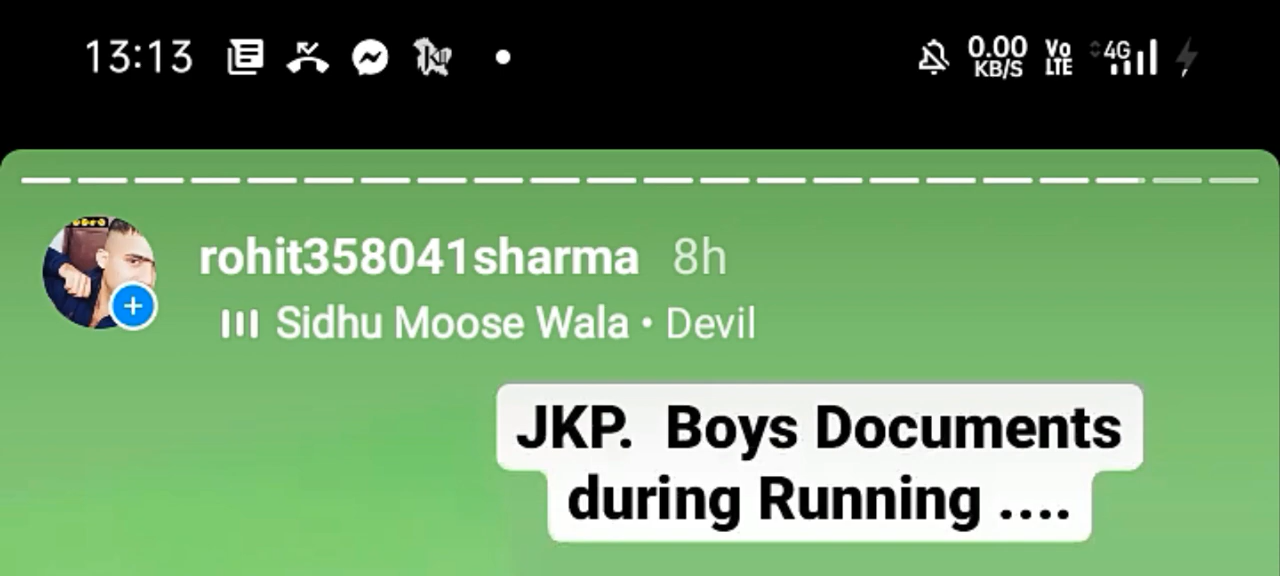 13:13 0.00 KB/S Vo LTE 4G
rohit358041sharma 8h
Sidhu Moose Wala • Devil
JKP. Boys Documents
during Running ....